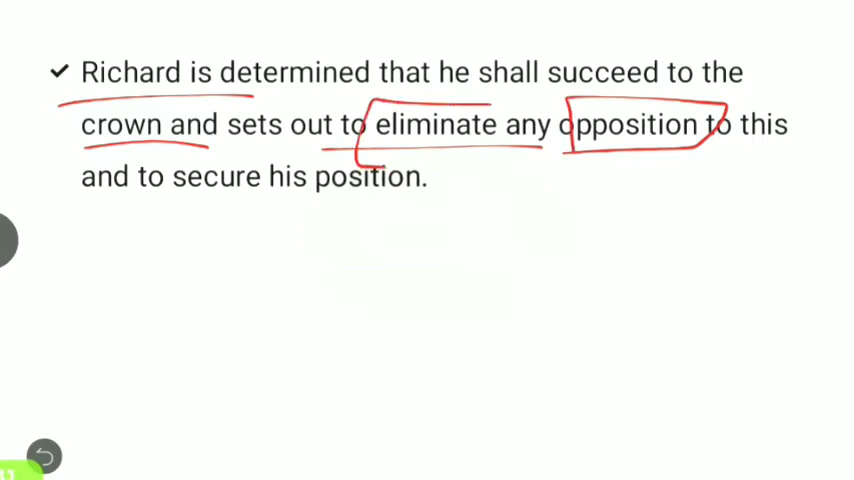 ✓ Richard is determined that he shall succeed to the
crown and sets out to eliminate any opposition to this
and to secure his position.